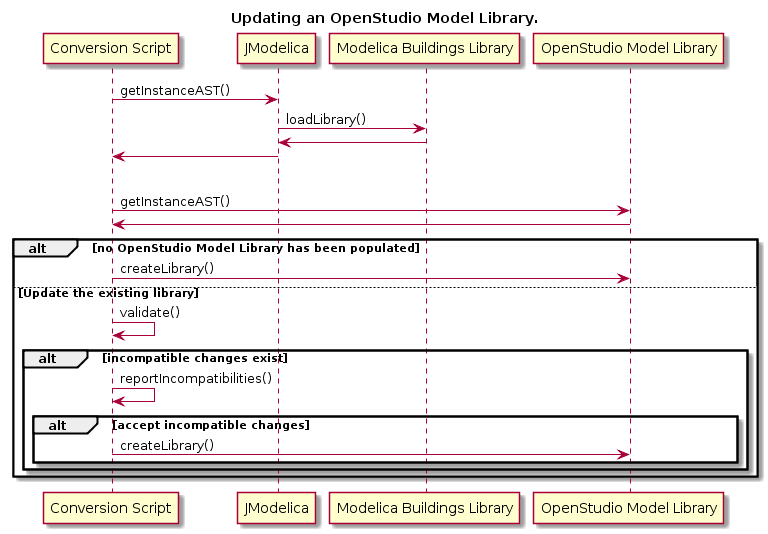 Updating an OpenStudio Model Library.
Conversion Script
JModelica
Modelica Buildings Library
OpenStudio Model Library
getInstanceAST()
loadLibrary()
getInstanceAST()
alt [no OpenStudio Model Library has been populated]
createLibrary()
[Update the existing library]
validate()
alt [incompatible changes exist]
reportIncompatibilities()
alt [accept incompatible changes]
createLibrary()
Conversion Script
JModelica
Modelica Buildings Library
OpenStudio Model Library